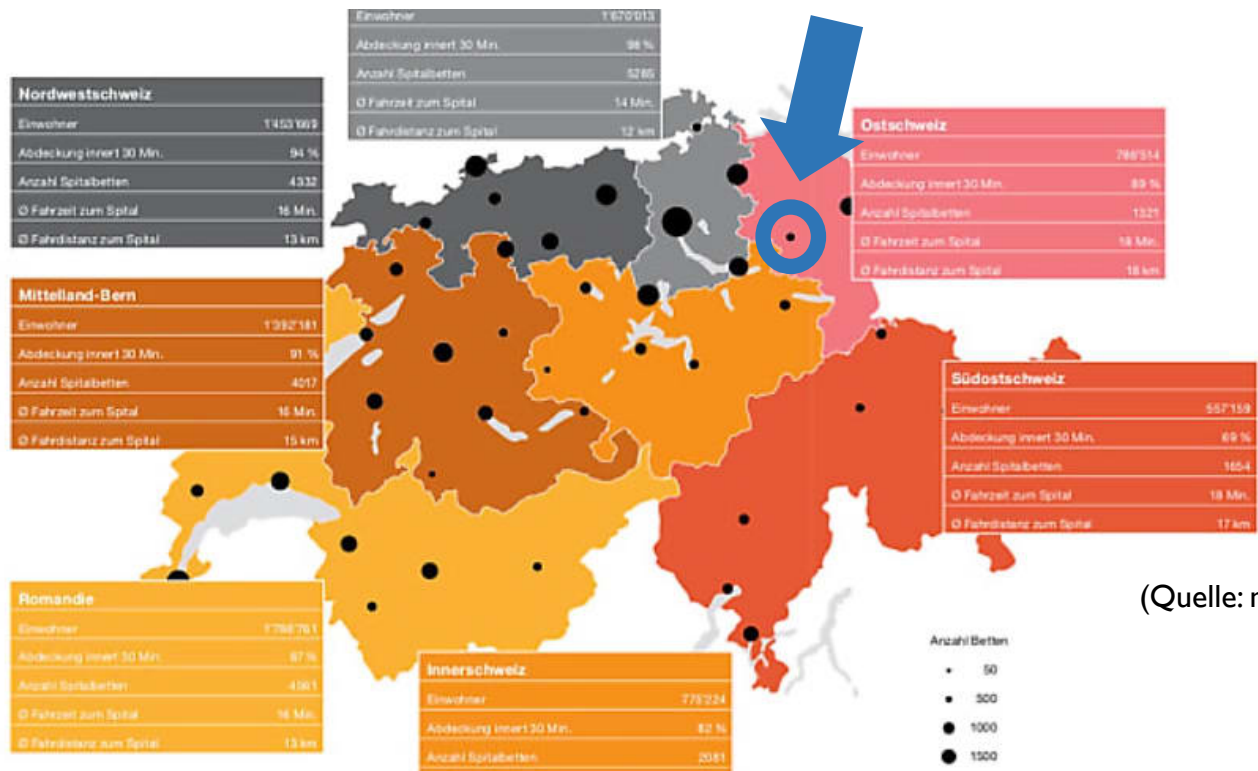 Einwohner 1'670'013
Abdeckung innert 30 Min. 98 %
Anzahl Spitalbetten 5285
Ø Fahrzeit zum Spital 14 Min.
Ø Fahrdistanz zum Spital 12 km
Nordwestschweiz
Einwohner 1'453'669
Abdeckung innert 30 Min. 94 %
Anzahl Spitalbetten 4332
Ø Fahrzeit zum Spital 16 Min.
Ø Fahrdistanz zum Spital 13 km
Ostschweiz
Einwohner 786'514
Abdeckung innert 30 Min. 89 %
Anzahl Spitalbetten 1321
Ø Fahrzeit zum Spital 18 Min.
Ø Fahrdistanz zum Spital 18 km
Mittelland-Bern
Einwohner 1'392'181
Abdeckung innert 30 Min. 91 %
Anzahl Spitalbetten 4017
Ø Fahrzeit zum Spital 16 Min.
Ø Fahrdistanz zum Spital 15 km
Südostschweiz
Einwohner 557'159
Abdeckung innert 30 Min. 69 %
Anzahl Spitalbetten 1654
Ø Fahrzeit zum Spital 18 Min.
Ø Fahrdistanz zum Spital 17 km
Romandie
Einwohner
Abdeckung innert 30 Min. 87 %
Anzahl Spitalbetten
Ø Fahrzeit zum Spital 16 Min.
Ø Fahrdistanz zum Spital 13 km
Innerschweiz
Einwohner 775'224
Abdeckung innert 30 Min. 82 %
Anzahl Spitalbetten 2081
(Quelle:
Anzahl Betten
50
500
1000
1500